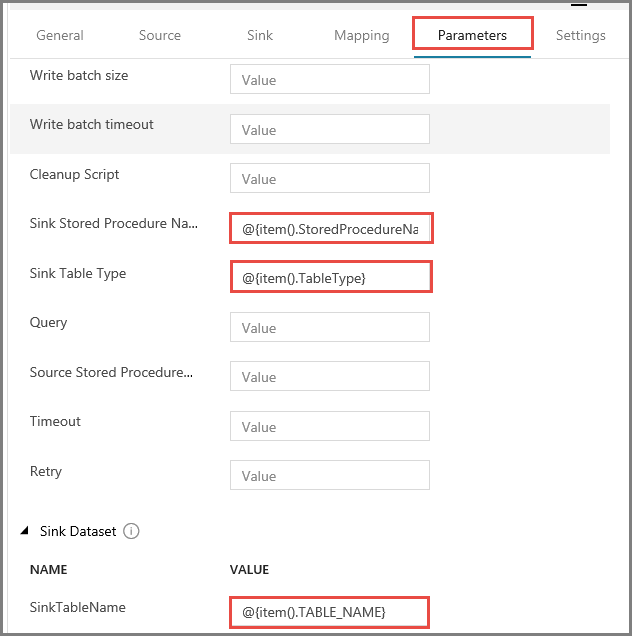 General Source Sink Mapping Parameters Settings
Write batch size Value
Write batch timeout Value
Cleanup Script Value
Sink Stored Procedure Na... @{item().StoredProcedureNa
Sink Table Type @{item().TableType}
Query Value
Source Stored Procedure... Value
Timeout Value
Retry Value
Sink Dataset i
NAME VALUE
SinkTableName @{item().TABLE_NAME}